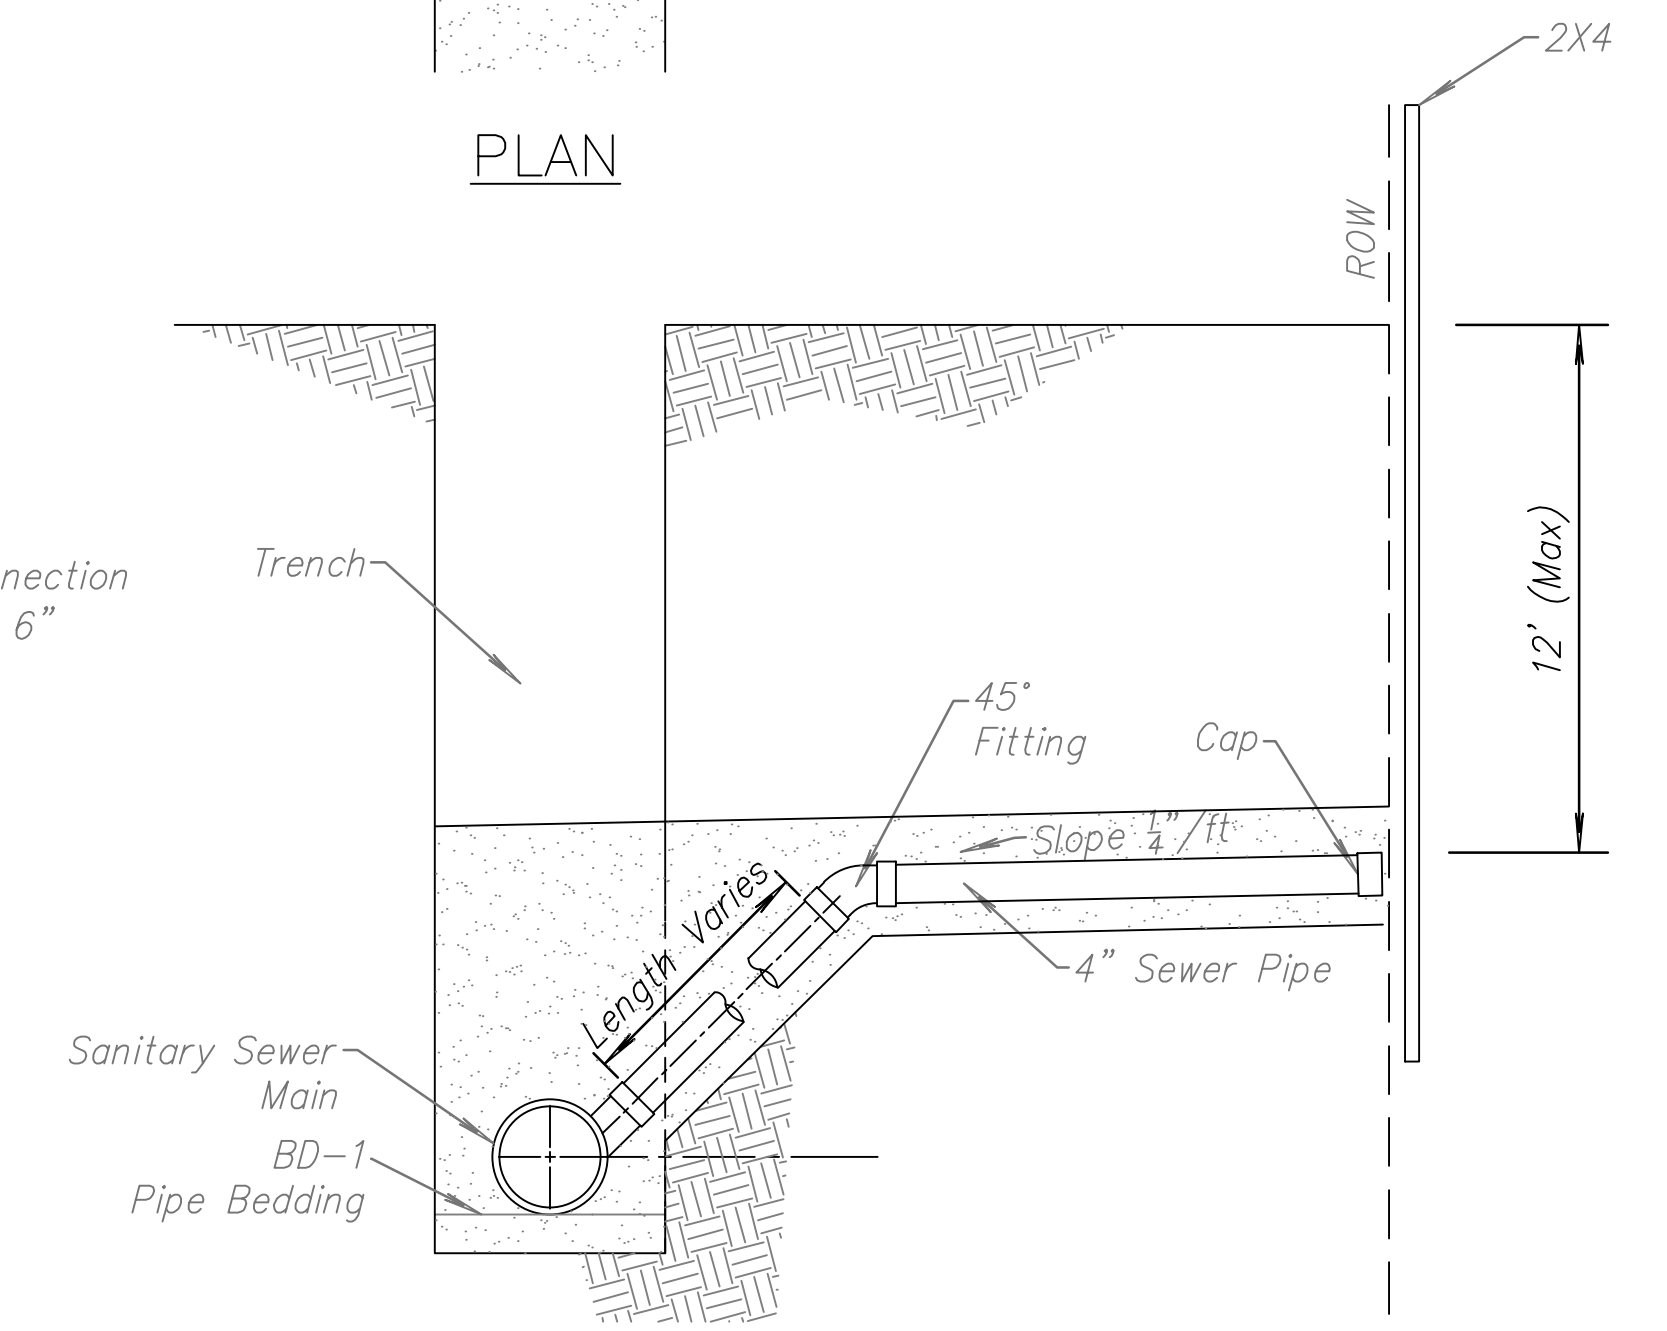 2X4
PLAN
ROW
nection
6”
Trench
12’ (Max)
45°
Fitting
Cap
Slope 1/4”/ft
Length Varies
4” Sewer Pipe
Sanitary Sewer
Main
BD-1
Pipe Bedding